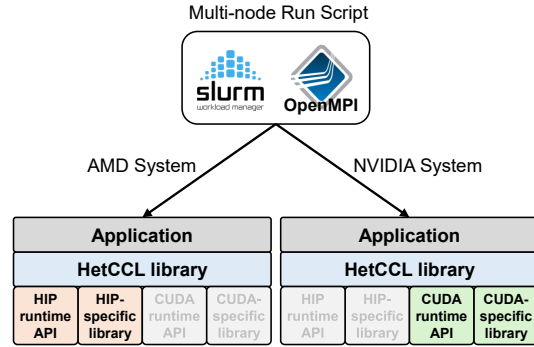 Multi-node Run Script
slurm
workload manager
OpenMPI
AMD System
NVIDIA System
Application
HetCCL library
HIP
runtime
API
HIP-
specific
library
CUDA
runtime
API
CUDA-
specific
library
Application
HetCCL library
HIP
runtime
API
HIP-
specific
library
CUDA
runtime
API
CUDA-
specific
library